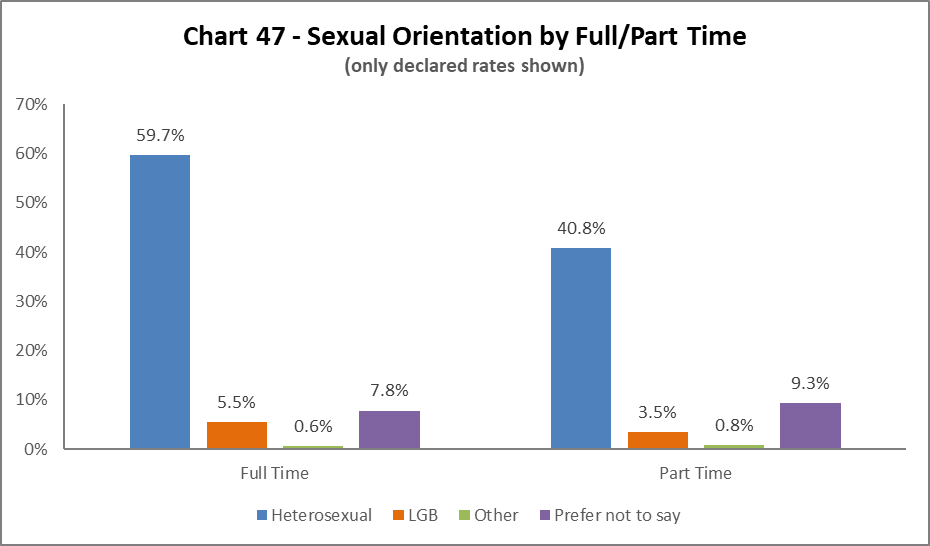 Chart 47 - Sexual Orientation by Full/Part Time
(only declared rates shown)
70%
60%
50%
40%
30%
20%
10%
0%
59.7%
5.5%
0.6%
7.8%
40.8%
3.5%
0.8%
9.3%
Full Time
Part Time
Heterosexual
LGB
Other
Prefer not to say